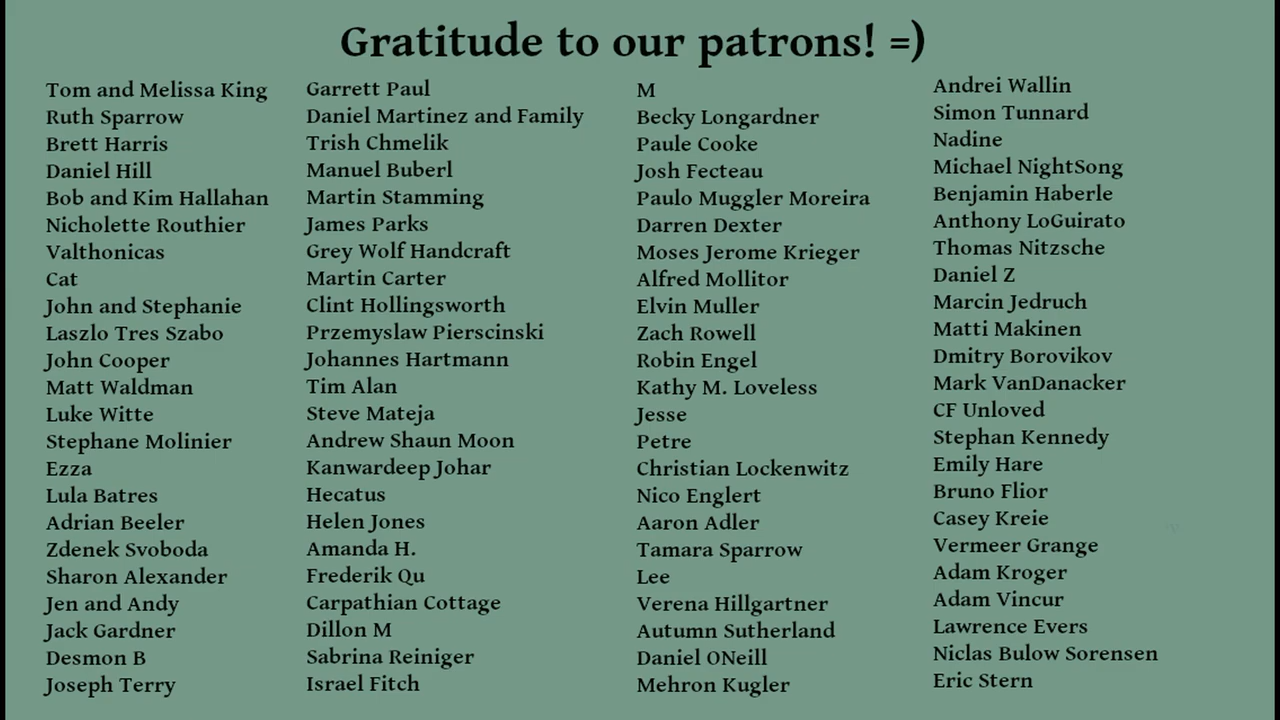 Gratitude to our patrons! =)
Tom and Melissa King
Ruth Sparrow
Brett Harris
Daniel Hill
Bob and Kim Hallahan
Nicholette Routhier
Valthonicas
Cat
John and Stephanie
Laszlo Tres Szabo
John Cooper
Matt Waldman
Luke Witte
Stephane Molinier
Ezza
Lula Batres
Adrian Beeler
Zdenek Svoboda
Sharon Alexander
Jen and Andy
Jack Gardner
Desmon B
Joseph Terry
Garrett Paul
Daniel Martinez and Family
Trish Chmelik
Manuel Buberl
Martin Stamming
James Parks
Grey Wolf Handcraft
Martin Carter
Clint Hollingsworth
Przemyslaw Pierscinski
Johannes Hartmann
Tim Alan
Steve Mateja
Andrew Shaun Moon
Kanwardeep Johar
Hecatus
Helen Jones
Amanda H.
Frederik Qu
Carpathian Cottage
Dillon M
Sabrina Reiniger
Israel Fitch
M
Becky Longardner
Paule Cooke
Josh Fecteau
Paulo Muggler Moreira
Darren Dexter
Moses Jerome Krieger
Alfred Mollitor
Elvin Muller
Zach Rowell
Robin Engel
Kathy M. Loveless
Jesse
Petre
Christian Lockenwitz
Nico Englert
Aaron Adler
Tamara Sparrow
Lee
Verena Hillgartner
Autumn Sutherland
Daniel ONeill
Mehron Kugler
Andrei Wallin
Simon Tunnard
Nadine
Michael NightSong
Benjamin Haberle
Anthony LoGuirato
Thomas Nitzsche
Daniel Z
Marcin Jedruch
Matti Makinen
Dmitry Borovikov
Mark VanDanacker
CF Unloved
Stephan Kennedy
Emily Hare
Bruno Flior
Casey Kreie
Vermeer Grange
Adam Kroger
Adam Vincur
Lawrence Evers
Niclas Bulow Sorensen
Eric Stern